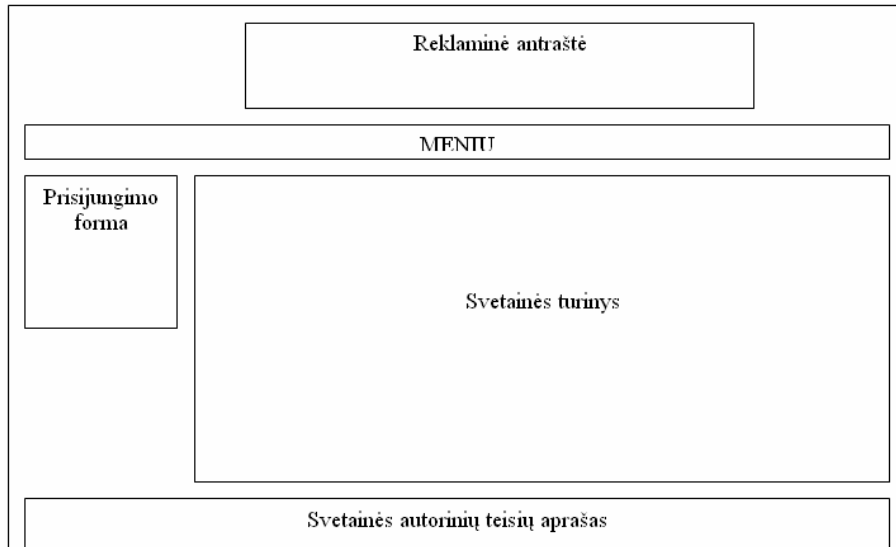 Reklaminė antraštė
MENIU
Prisijungimo
forma
Svetainės turinys
Svetainės autorinių teisių aprašas